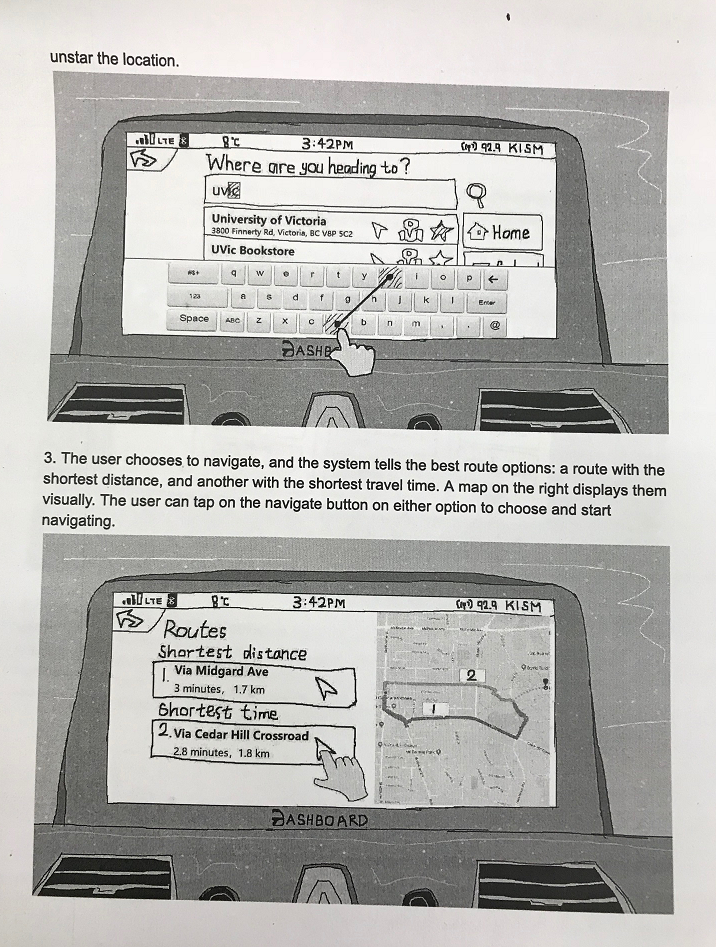 unstar the location.
LTE 8°C 3:42PM 92.9 KISM
Where are you heading to?
uvic
University of Victoria
3800 Finnerty Rd, Victoria, BC V8P 5C2
Home
UVic Bookstore
#$+ q w e r t y i o p ←
123 a s d f g h j k l Enter
Space ABC z x c b n m , . @
DASHB
3. The user chooses to navigate, and the system tells the best route options: a route with the
shortest distance, and another with the shortest travel time. A map on the right displays them
visually. The user can tap on the navigate button on either option to choose and start
navigating.
LTE 8°C 3:42PM 92.9 KISM
Routes
Shortest distance
1. Via Midgard Ave
3 minutes, 1.7 km
Shortest time
2. Via Cedar Hill Crossroad
2.8 minutes, 1.8 km
2
1
DASHBOARD